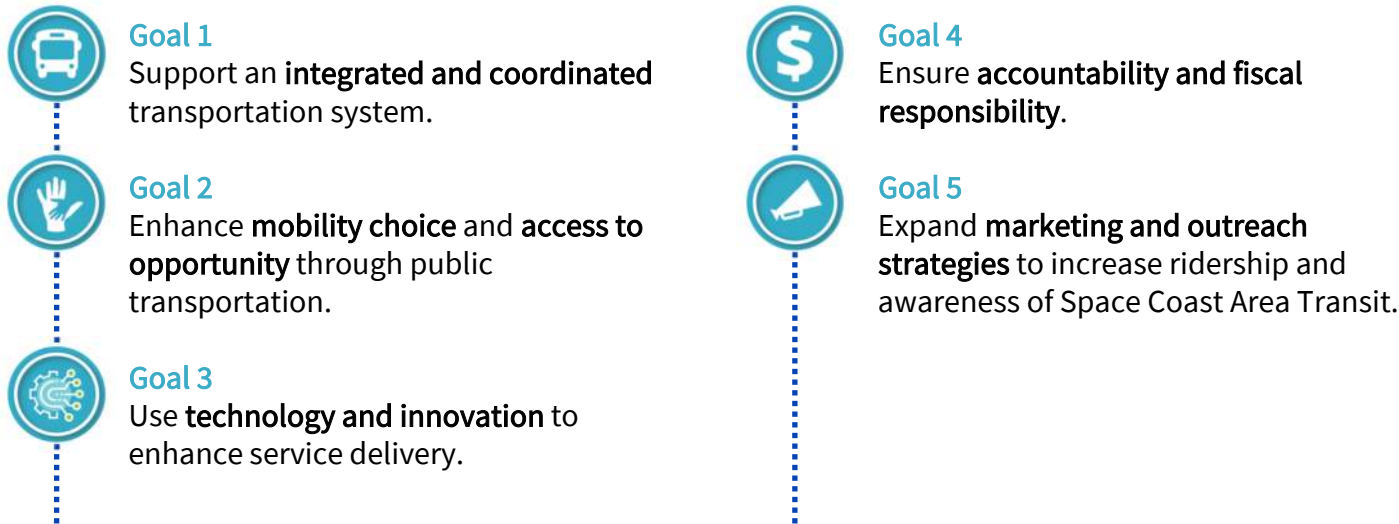 Goal 1
Support an integrated and coordinated
transportation system.
Goal 2
Enhance mobility choice and access to
opportunity through public
transportation.
Goal 3
Use technology and innovation to
enhance service delivery.
$
Goal 4
Ensure accountability and fiscal
responsibility.
Goal 5
Expand marketing and outreach
strategies to increase ridership and
awareness of Space Coast Area Transit.